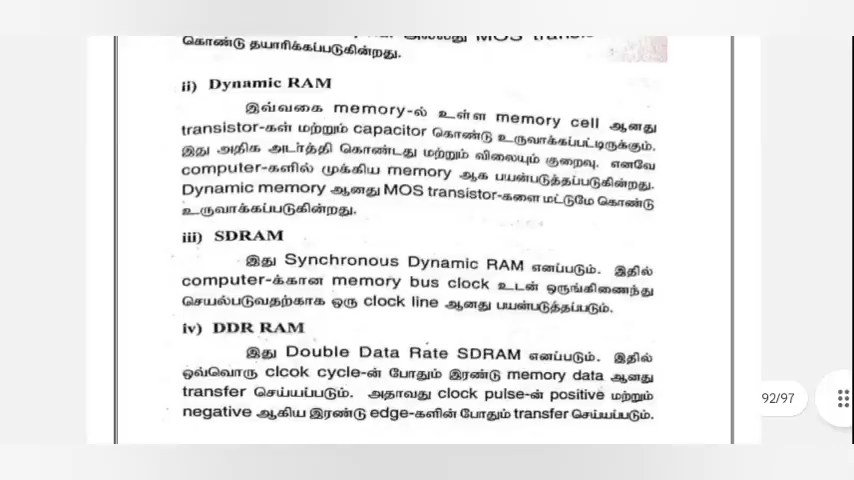 கொண்டு தயாரிக்கப்படுகின்றது.
ii) Dynamic RAM
இவ்வகை memory-ல் உள்ள memory cell ஆனது
transistor-கள் மற்றும் capacitor கொண்டு உருவாக்கப்பட்டிருக்கும்.
இது அதிக அடர்த்தி கொண்டது மற்றும் விலையும் குறைவு. எனவே
computer-களில் முக்கிய memory ஆக பயன்படுத்தப்படுகின்றது.
Dynamic memory ஆனது MOS transistor-களை மட்டுமே கொண்டு
உருவாக்கப்படுகின்றது.
iii) SDRAM
இது Synchronous Dynamic RAM எனப்படும். இதில்
computer-க்கான memory bus clock உடன் ஒருங்கிணைந்து
செயல்படுவதற்காக ஒரு clock line ஆனது பயன்படுத்தப்படும்.
iv) DDR RAM
இது Double Data Rate SDRAM எனப்படும். இதில்
ஒவ்வொரு clcok cycle-ன் போதும் இரண்டு memory data ஆனது
transfer செய்யப்படும். அதாவது clock pulse-ன் positive மற்றும்
negative ஆகிய இரண்டு edge-களின் போதும் transfer செய்யப்படும்.
92/97